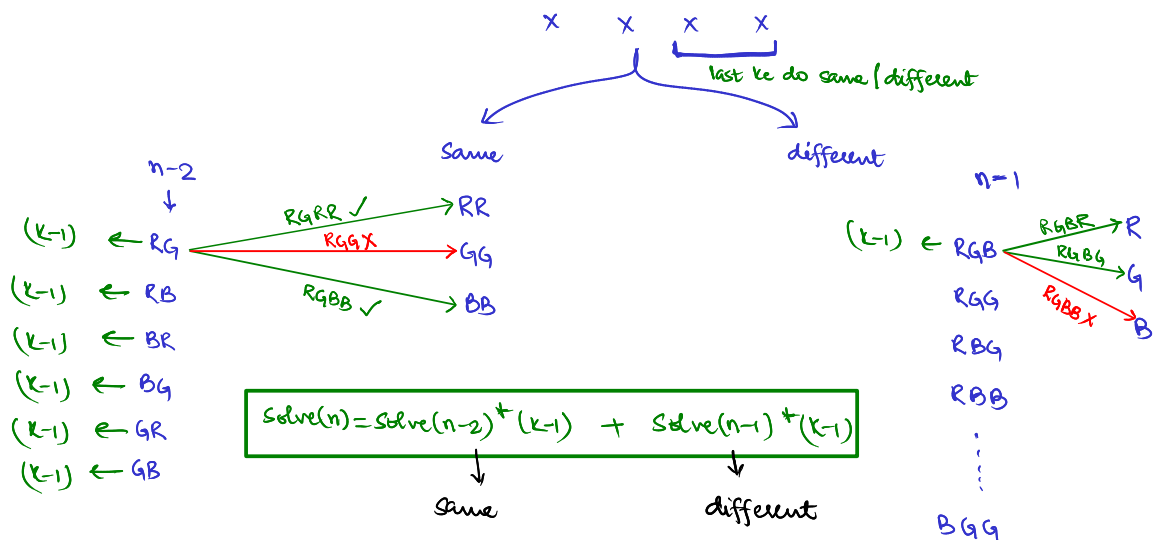 x x x x
last ke do same/different
same
different
n-2
n-1
(k-1) ← RG
RGRR ✓
RR
RGG X
GG
RGBB ✓
BB
(k-1) ← RB
(k-1) ← BR
(k-1) ← BG
(k-1) ← GR
(k-1) ← GB
(k-1) ← RGB
RGBR
R
RGBG
G
RGBB X
B
RGG
RBG
RBB
BGG
Solve(n)=Solve(n-2)*(k-1) + Solve(n-1)*(k-1)
same
different